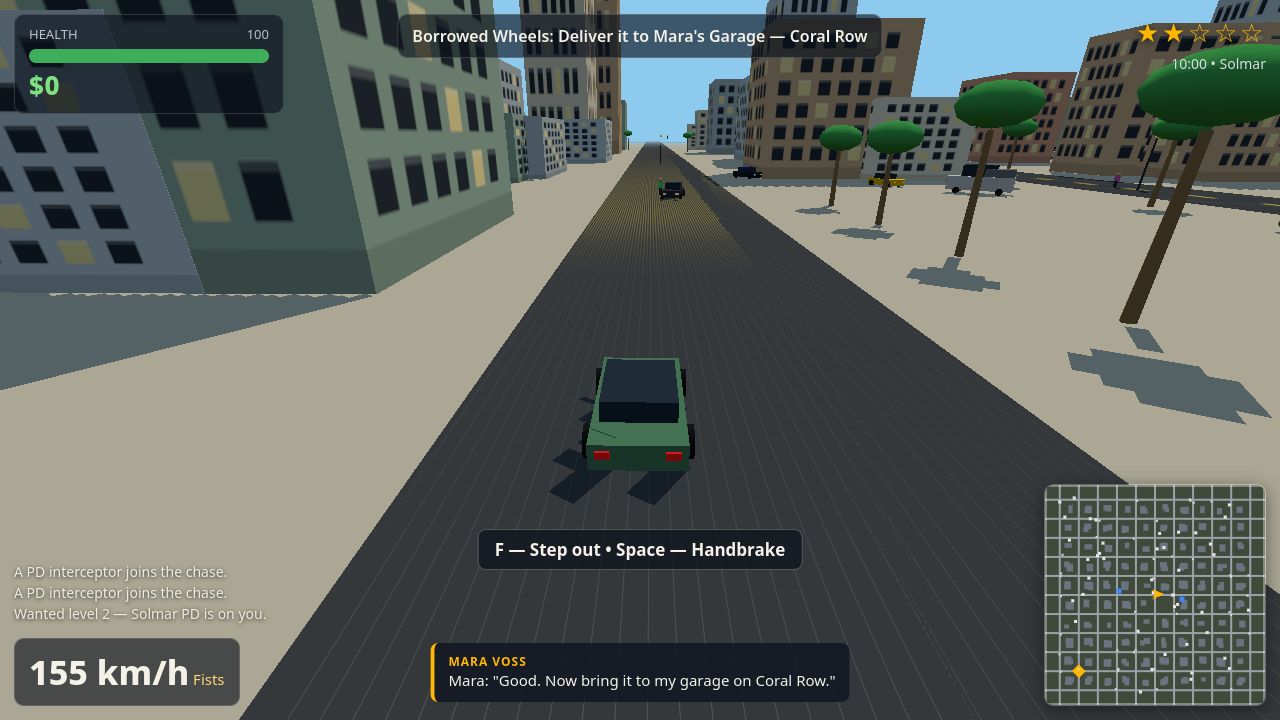 HEALTH 100
$0
Borrowed Wheels: Deliver it to Mara's Garage — Coral Row
★★☆☆☆
10:00 • Solmar
F — Step out • Space — Handbrake
A PD interceptor joins the chase.
A PD interceptor joins the chase.
Wanted level 2 — Solmar PD is on you.
155 km/h Fists
MARA VOSS
Mara: "Good. Now bring it to my garage on Coral Row."